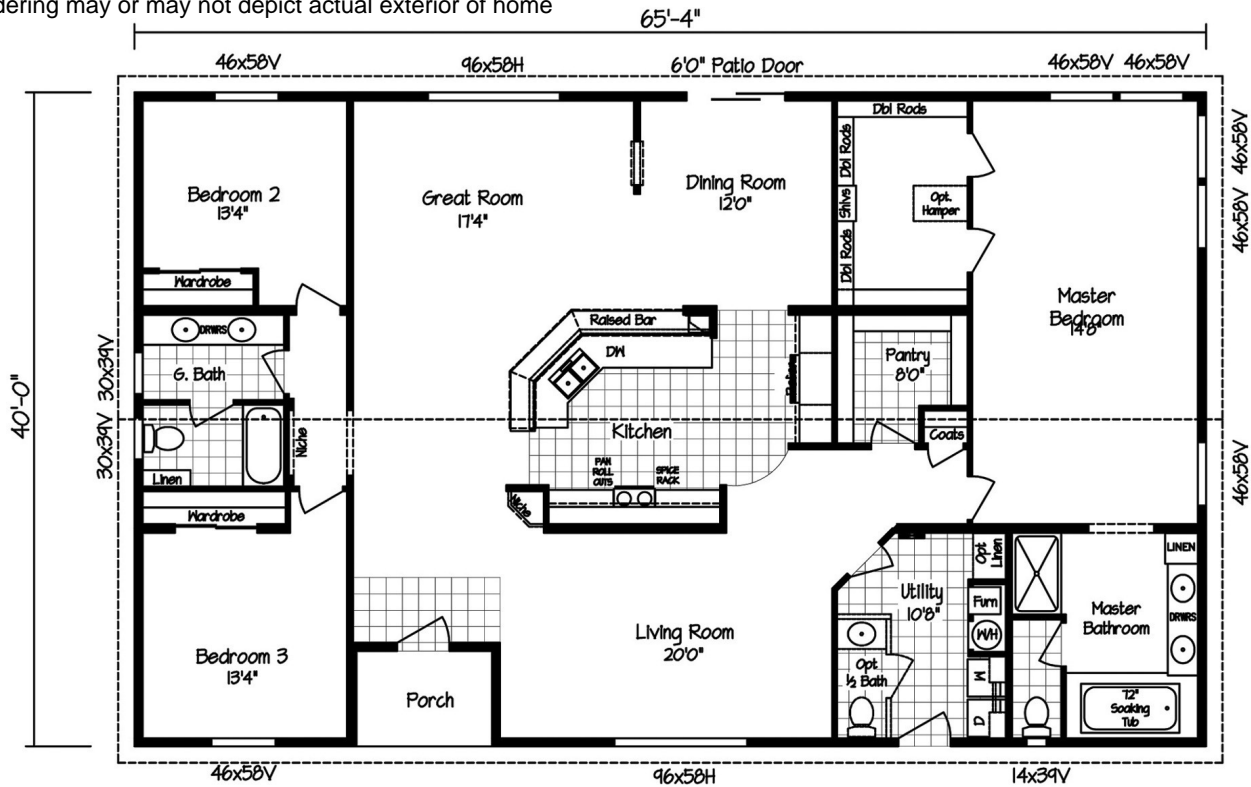 dering may or may not depict actual exterior of home
65'-4"
46x58V
96x58H
6'0" Patio Door
46x58V 46x58V
40'-0"
Bedroom 2
13'4"
Wardrobe
Great Room
17'4"
Dining Room
12'0"
Dbl Rods
Dbl Rods
Shlvs
Dbl Rods
Opt.
Hamper
Master
Bedroom
14'8"
46x58V
46x58V
46x58V
30x39V
30x39V
DRWRS
G. Bath
Linen
Niche
Wardrobe
Raised Bar
DW
Kitchen
PAN
ROLL
OUTS
SPICE
RACK
Niche
Pantry
8'0"
Coats
Bedroom 3
13'4"
Porch
Living Room
20'0"
Utility
10'8"
Opt
Linen
Furn
W/H
M
D
Opt
½ Bath
LINEN
DRWRS
Master
Bathroom
72"
Soaking
Tub
46x58V
96x58H
14x39V